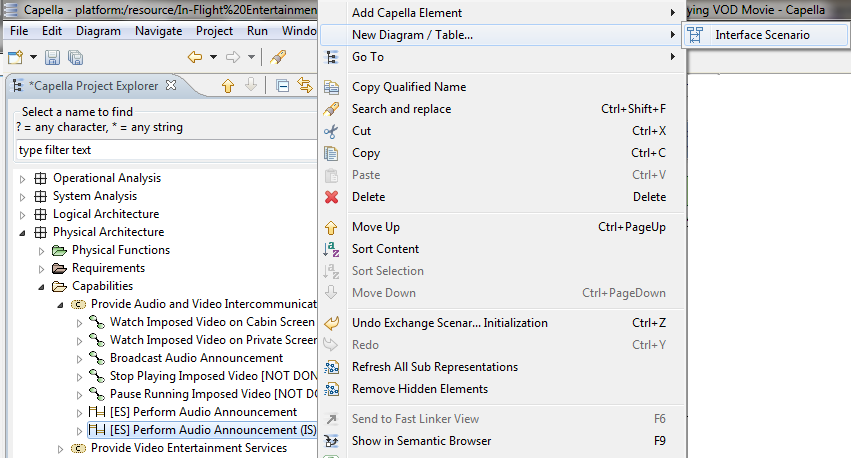 Capella - platform:/resource/In-Flight%20Entertainment
ying VOD Movie - Capella
File Edit Diagram Navigate Project Run Window
*Capella Project Explorer
Select a name to find
? = any character, * = any string
type filter text
Operational Analysis
System Analysis
Logical Architecture
Physical Architecture
Physical Functions
Requirements
Capabilities
Provide Audio and Video Intercommunicat
Watch Imposed Video on Cabin Screen
Watch Imposed Video on Private Screen
Broadcast Audio Announcement
Stop Playing Imposed Video [NOT DON
Pause Running Imposed Video [NOT DO
[ES] Perform Audio Announcement
[ES] Perform Audio Announcement (IS)
Provide Video Entertainment Services
Add Capella Element
New Diagram / Table...
Go To
Copy Qualified Name
Search and replace Ctrl+Shift+F
Cut Ctrl+X
Copy Ctrl+C
Paste Ctrl+V
Delete Delete
Move Up Ctrl+PageUp
Sort Content
Sort Selection
Move Down Ctrl+PageDown
Undo Exchange Scenar... Initialization Ctrl+Z
Redo Ctrl+Y
Refresh All Sub Representations
Remove Hidden Elements
Send to Fast Linker View F6
Show in Semantic Browser F9
Interface Scenario